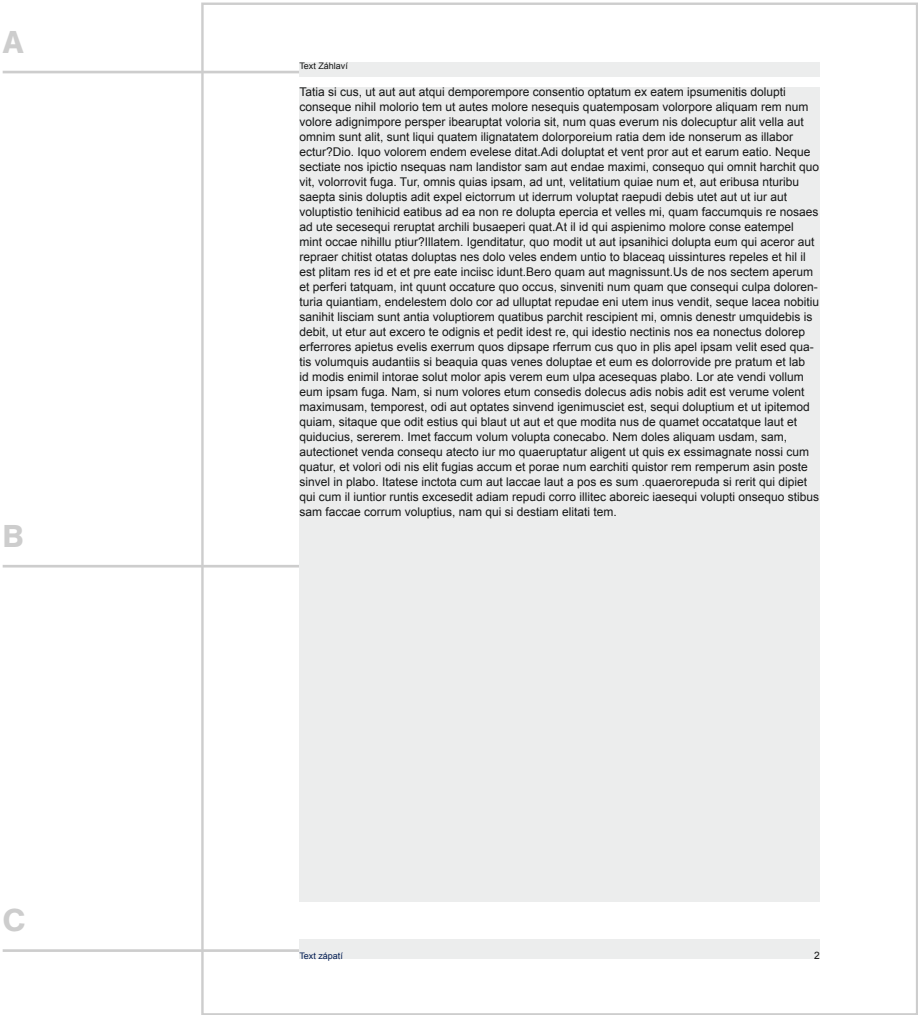 A
Text Záhlaví
Tatia si cus, ut aut aut atqui demporempore consentio optatum ex eatem ipsumenitis dolupti
conseque nihil molorio tem ut autes molore nesequis quatemposam volorpore aliquam rem num
volore adignimpore persper ibearuptat voloria sit, num quas everum nis dolecuptur alit vella aut
omnim sunt alit, sunt liqui quatem ilignatatem dolorporeium ratia dem ide nonserum as illabor
ectur?Dio. Iquo volorem endem evelese ditat.Adi doluptat et vent pror aut et earum eatio. Neque
sectiate nos ipictio nsequas nam landistor sam aut endae maximi, consequo qui omnit harchit quo
vit, volorrovit fuga. Tur, omnis quias ipsam, ad unt, velitatium quiae num et, aut eribusa nturibu
saepta sinis doluptis adit expel eictorrum ut iderrum voluptat raepudi debis utet aut ut iur aut
voluptistio tenihicid eatibus ad ea non re dolupta epercia et velles mi, quam faccumquis re nosaes
ad ute secesequi reruptat archili busaeperi quat.At il id qui aspienimo molore conse eatempel
mint occae nihillu ptiur?Illatem. Igenditatur, quo modit ut aut ipsanihici dolupta eum qui aceror aut
repraer chitist otatas doluptas nes dolo veles endem untio to blaceaq uissintures repeles et hil il
est plitam res id et et pre eate inciisc idunt.Bero quam aut magnissunt.Us de nos sectem aperum
et perferi tatquam, int quunt occature quo occus, sinveniti num quam que consequi culpa doloren-
turia quiantiam, endelestem dolo cor ad ulluptat repudae eni utem inus vendit, seque lacea nobitiu
sanihit lisciam sunt antia voluptiorem quatibus parchit rescipient mi, omnis denestr umquidebis is
debit, ut etur aut excero te odignis et pedit idest re, qui idestio nectinis nos ea nonectus dolorep
erferrores apietus evelis exerrum quos dipsape rferrum cus quo in plis apel ipsam velit esed qua-
tis volumquis audantiis si beaquia quas venes doluptae et eum es dolorrovide pre pratum et lab
id modis enimil intorae solut molor apis verem eum ulpa acesequas plabo. Lor ate vendi vollum
eum ipsam fuga. Nam, si num volores etum consedis dolecus adis nobis adit est verume volent
maximusam, temporest, odi aut optates sinvend igenimusciet est, sequi doluptium et ut ipitemod
quiam, sitaque que odit estius qui blaut ut aut et que modita nus de quamet occatatque laut et
quiducius, sererem. Imet faccum volum volupta conecabo. Nem doles aliquam usdam, sam,
autectionet venda consequ atecto iur mo quaeruptatur aligent ut quis ex essimagnate nossi cum
quatur, et volori odi nis elit fugias accum et porae num earchiti quistor rem remperum asin poste
sinvel in plabo. Itatese inctota cum aut laccae laut a pos es sum .quaerorepuda si rerit qui dipiet
qui cum il iuntior runtis excesedit adiam repudi corro illitec aboreic iaesequi volupti onsequo stibus
sam faccae corrum voluptius, nam qui si destiam elitati tem.
B
C
Text zápatí 2